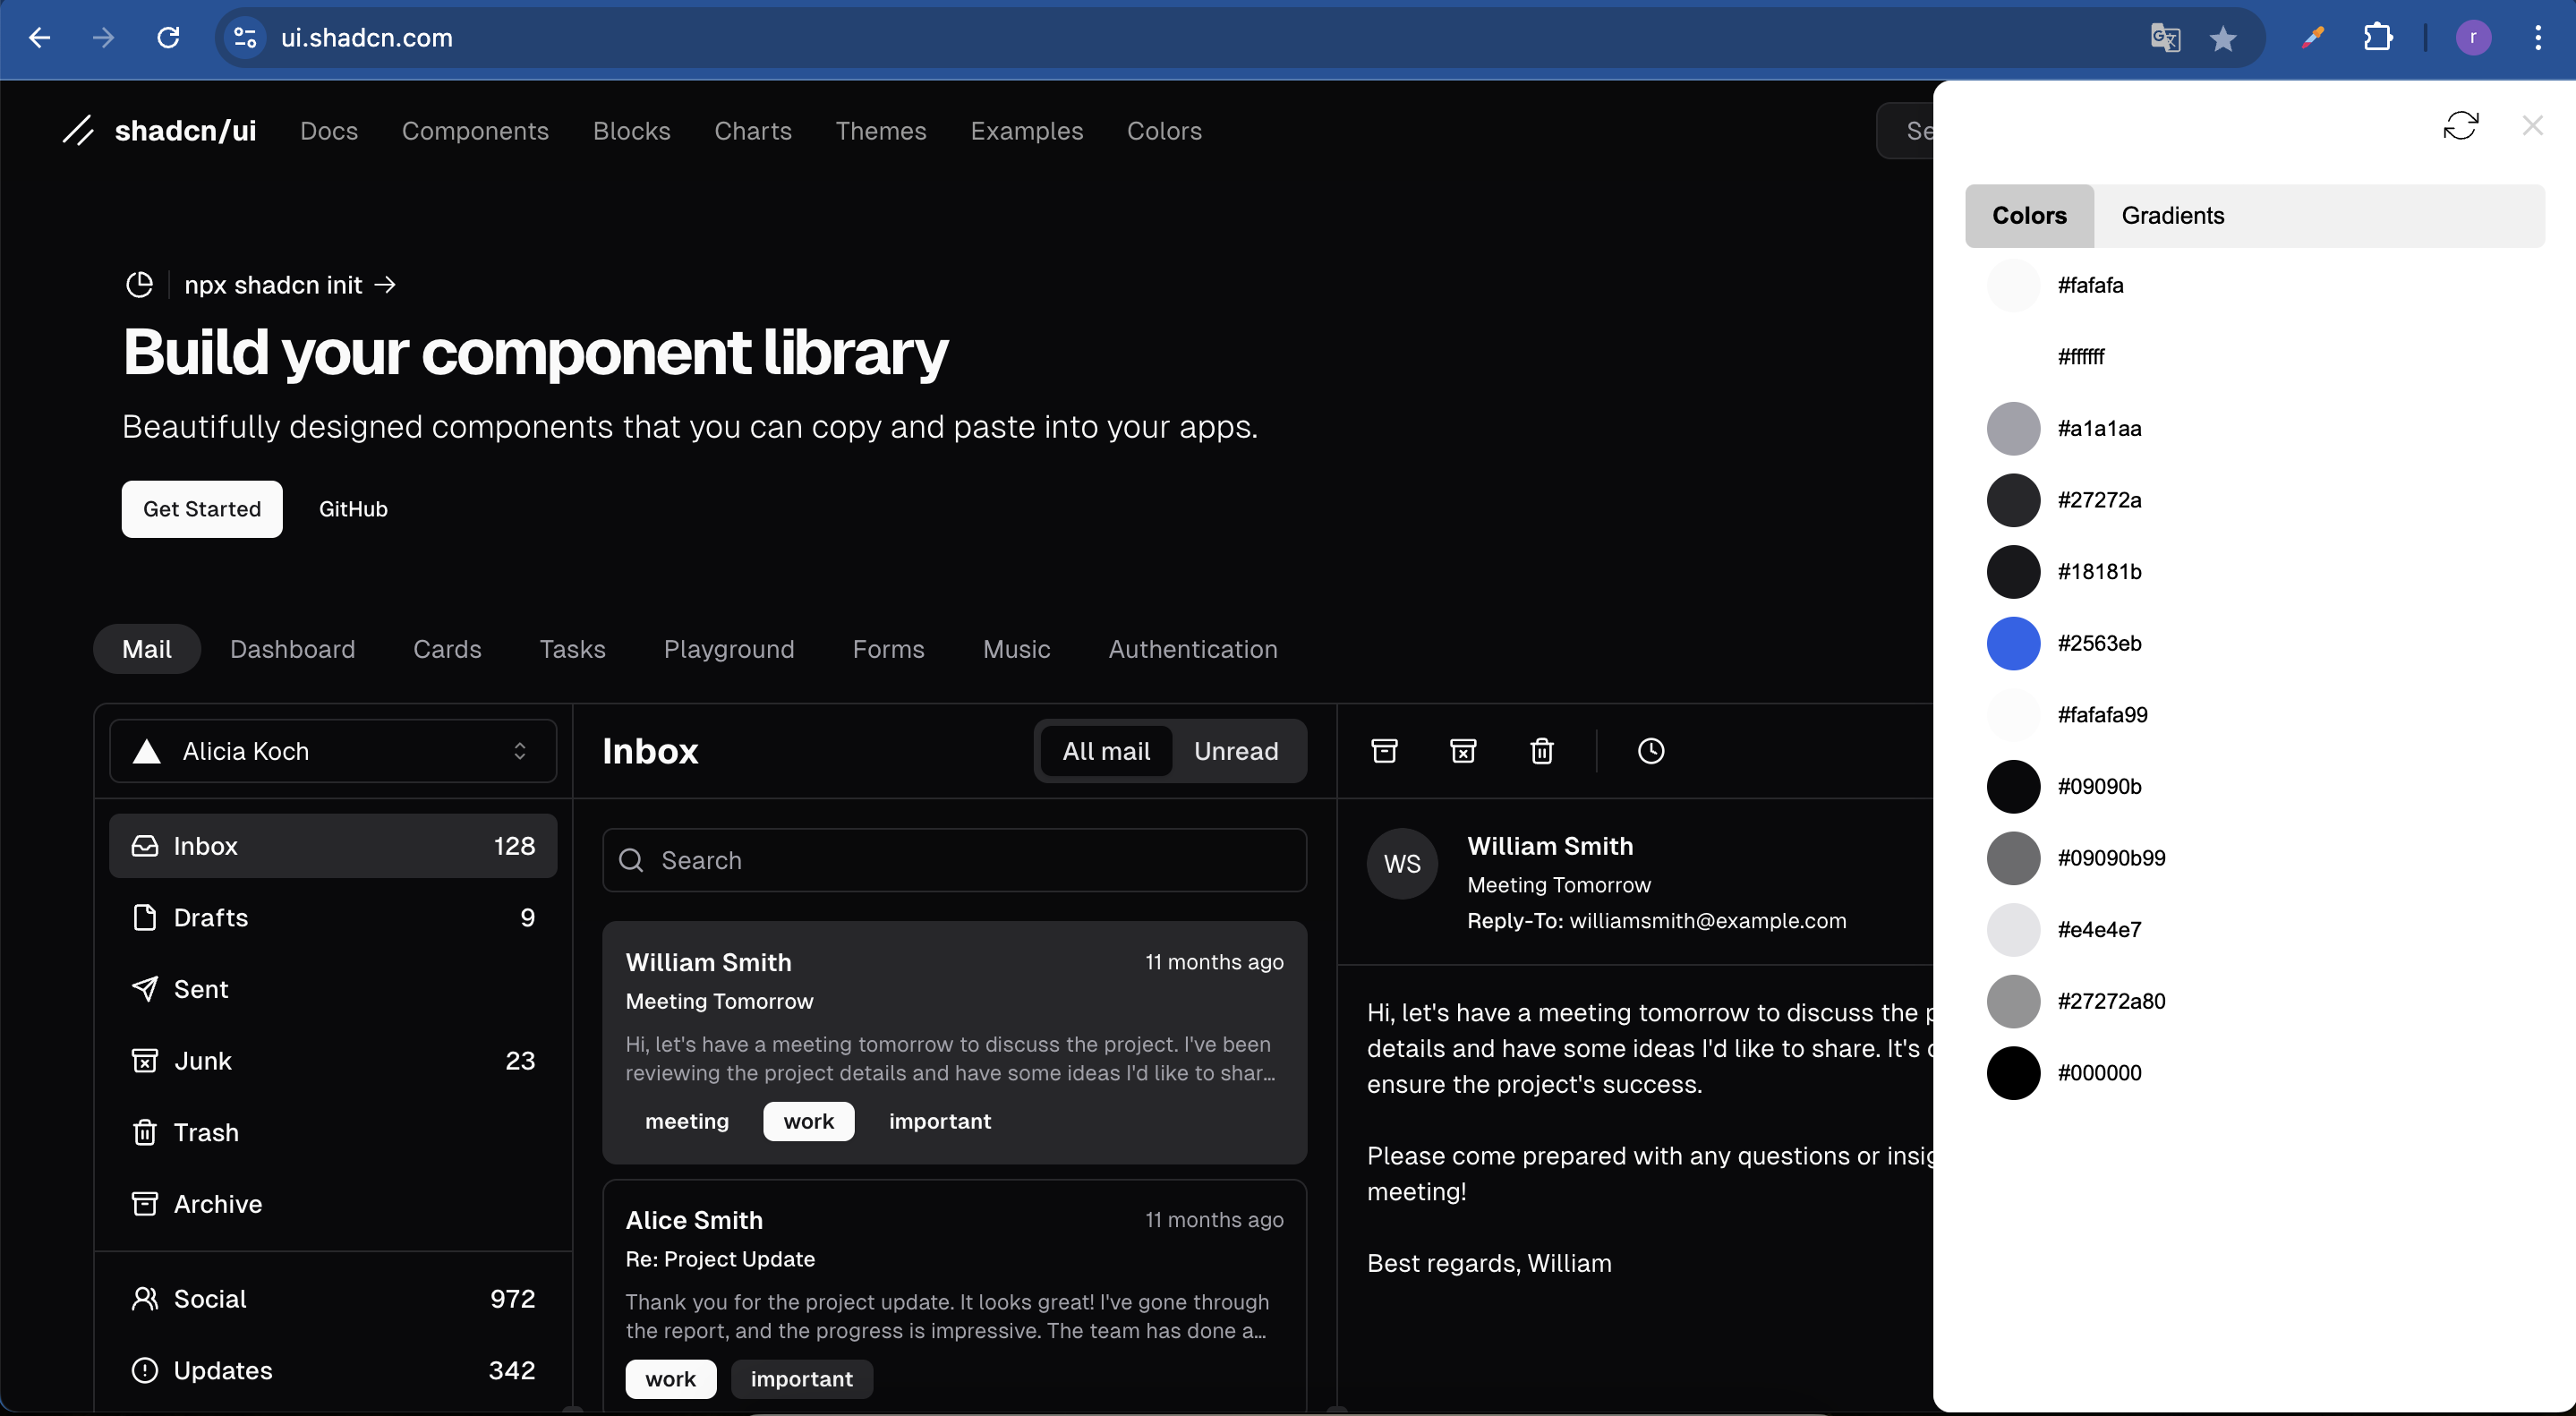 ui.shadcn.com
r
shadcn/ui Docs Components Blocks Charts Themes Examples Colors
npx shadcn init →
Build your component library
Beautifully designed components that you can copy and paste into your apps.
Get Started GitHub
Mail Dashboard Cards Tasks Playground Forms Music Authentication
Alicia Koch
Inbox 128
Drafts 9
Sent
Junk 23
Trash
Archive
Social 972
Updates 342
Inbox All mail Unread
Search
William Smith 11 months ago
Meeting Tomorrow
Hi, let's have a meeting tomorrow to discuss the project. I've been
reviewing the project details and have some ideas I'd like to shar...
meeting work important
Alice Smith 11 months ago
Re: Project Update
Thank you for the project update. It looks great! I've gone through
the report, and the progress is impressive. The team has done a...
work important
WS
William Smith
Meeting Tomorrow
Reply-To: williamsmith@example.com
Hi, let's have a meeting tomorrow to discuss the
details and have some ideas I'd like to share. It's
ensure the project's success.
Please come prepared with any questions or
meeting!
Best regards, William
Colors Gradients
#fafafa
#ffffff
#a1a1aa
#27272a
#18181b
#2563eb
#fafafa99
#09090b
#09090b99
#e4e4e7
#27272a80
#000000